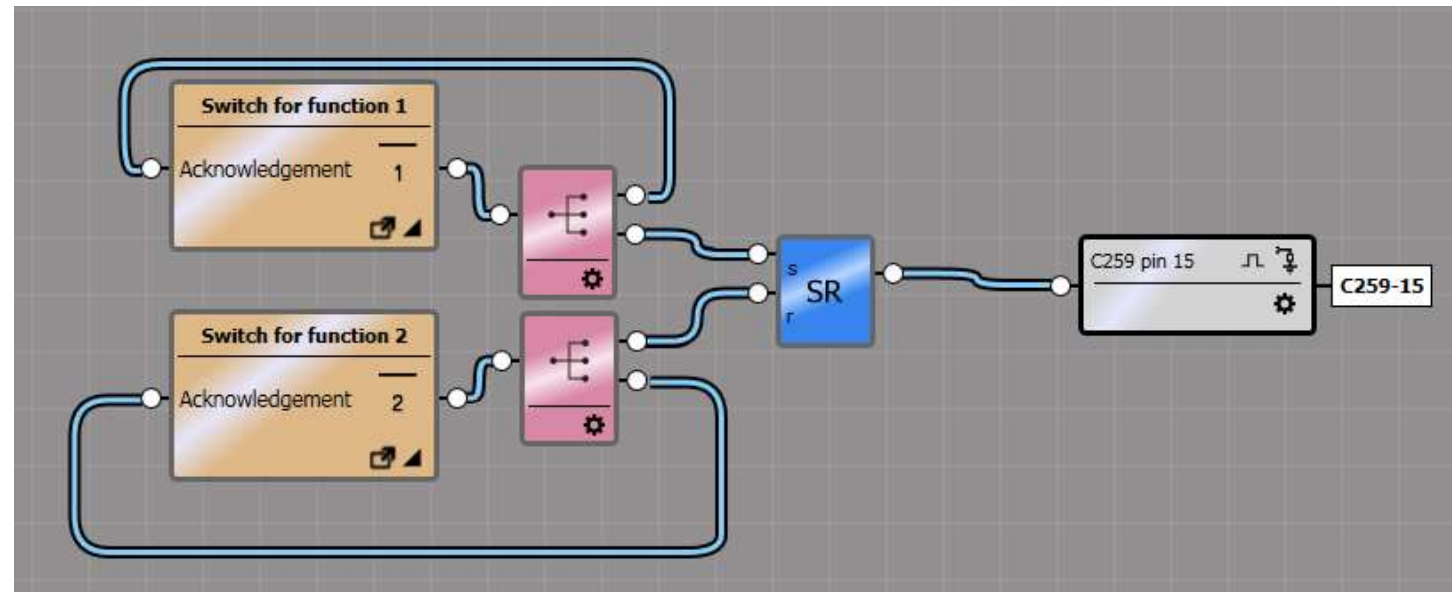 Switch for function 1
Acknowledgement 1
s
SR
r
C259 pin 15
C259-15
Switch for function 2
Acknowledgement 2